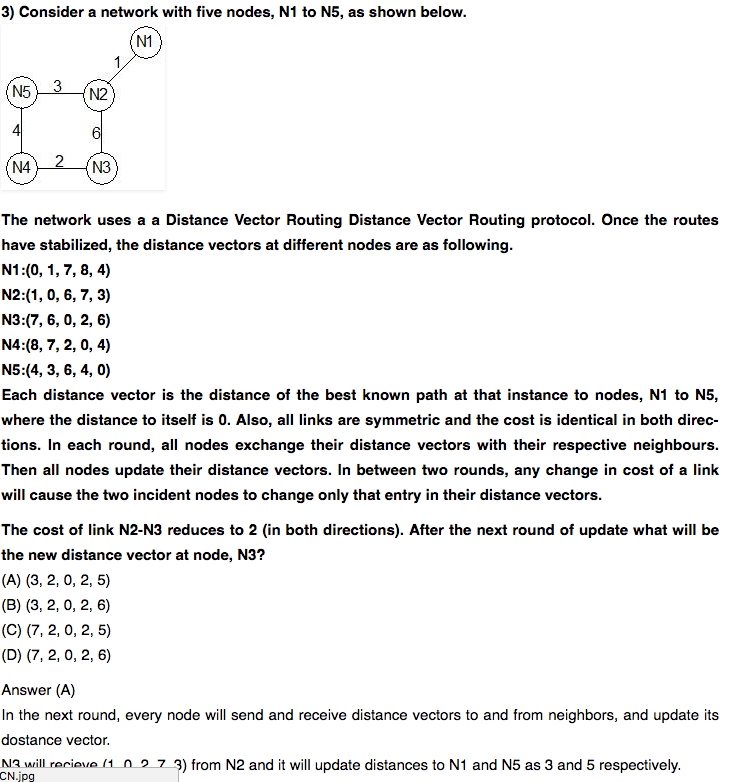 3) Consider a network with five nodes, N1 to N5, as shown below.
N1
1
N5
3
N2
4
6
N4
2
N3
The network uses a a Distance Vector Routing Distance Vector Routing protocol. Once the routes
have stabilized, the distance vectors at different nodes are as following.
N1:(0, 1, 7, 8, 4)
N2:(1, 0, 6, 7, 3)
N3:(7, 6, 0, 2, 6)
N4:(8, 7, 2, 0, 4)
N5:(4, 3, 6, 4, 0)
Each distance vector is the distance of the best known path at that instance to nodes, N1 to N5,
where the distance to itself is 0. Also, all links are symmetric and the cost is identical in both direc-
tions. In each round, all nodes exchange their distance vectors with their respective neighbours.
Then all nodes update their distance vectors. In between two rounds, any change in cost of a link
will cause the two incident nodes to change only that entry in their distance vectors.
The cost of link N2-N3 reduces to 2 (in both directions). After the next round of update what will be
the new distance vector at node, N3?
(A) (3, 2, 0, 2, 5)
(B) (3, 2, 0, 2, 6)
(C) (7, 2, 0, 2, 5)
(D) (7, 2, 0, 2, 6)
Answer (A)
In the next round, every node will send and receive distance vectors to and from neighbors, and update its
dostance vector.
N3 will recieve (1, 0, 2, 7, 3) from N2 and it will update distances to N1 and N5 as 3 and 5 respectively.
CN.jpg